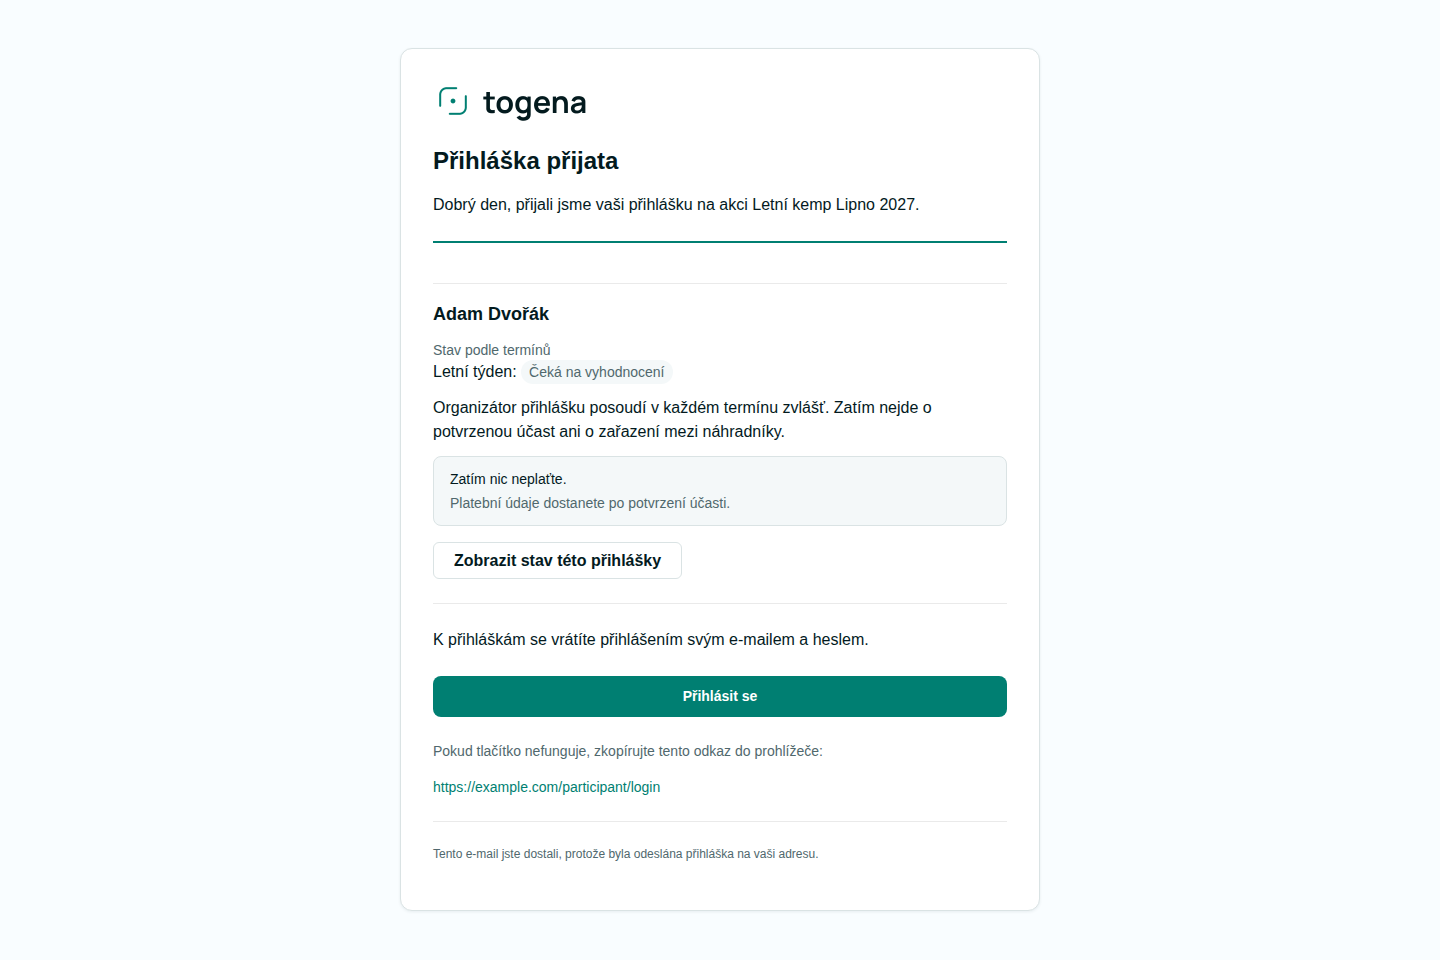 togena
Přihláška přijata
Dobrý den, přijali jsme vaši přihlášku na akci Letní kemp Lipno 2027.
Adam Dvořák
Stav podle termínů
Letní týden: Čeká na vyhodnocení
Organizátor přihlášku posoudí v každém termínu zvlášť. Zatím nejde o
potvrzenou účast ani o zařazení mezi náhradníky.
Zatím nic neplaťte.
Platební údaje dostanete po potvrzení účasti.
Zobrazit stav této přihlášky
K přihláškám se vrátíte přihlášením svým e-mailem a heslem.
Přihlásit se
Pokud tlačítko nefunguje, zkopírujte tento odkaz do prohlížeče:
https://example.com/participant/login
Tento e-mail jste dostali, protože byla odeslána přihláška na vaši adresu.